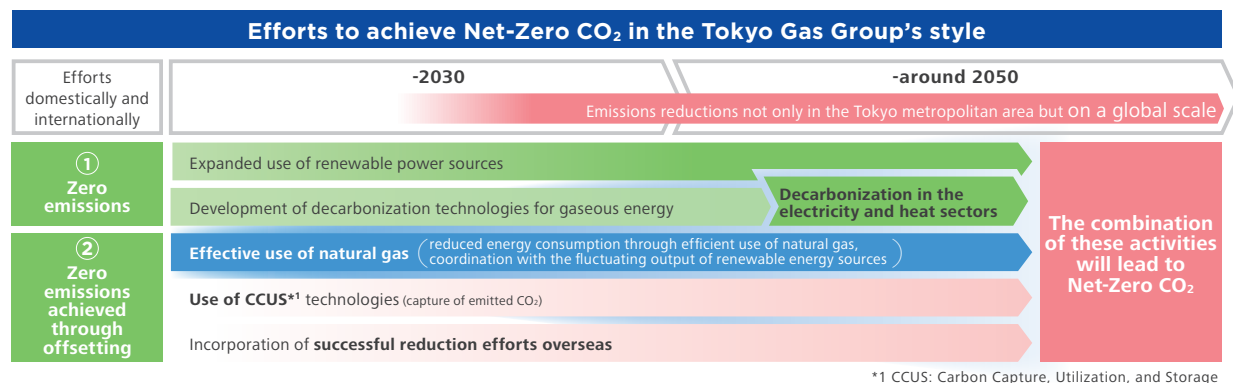 Efforts to achieve Net-Zero CO₂ in the Tokyo Gas Group’s style
Efforts
domestically and
internationally
-2030
-around 2050
Emissions reductions not only in the Tokyo metropolitan area but on a global scale
①
Zero
emissions
Expanded use of renewable power sources
Development of decarbonization technologies for gaseous energy
Decarbonization in the
electricity and heat sectors
②
Zero
emissions
achieved
through
offsetting
Effective use of natural gas
(reduced energy consumption through efficient use of natural gas,
coordination with the fluctuating output of renewable energy sources)
Use of CCUS*¹ technologies (capture of emitted CO₂)
Incorporation of successful reduction efforts overseas
The combination
of these activities
will lead to
Net-Zero CO₂
*1 CCUS: Carbon Capture, Utilization, and Storage